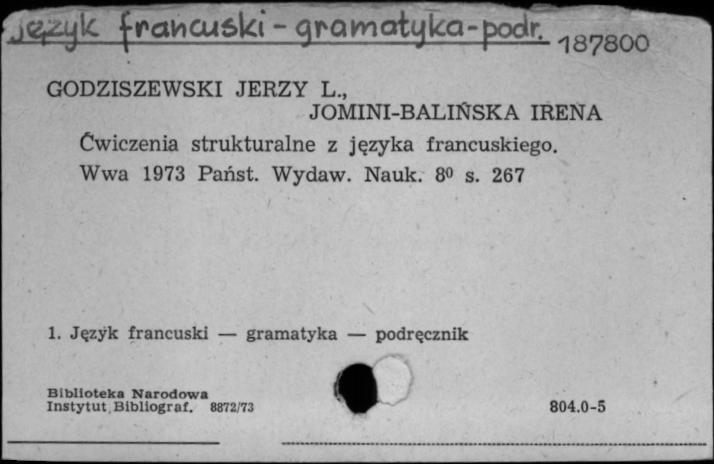 język francuski - gramatyka - podr. 187800
GODZISZEWSKI JERZY L.,
JOMINI-BALIŃSKA IRENA
Ćwiczenia strukturalne z języka francuskiego.
Wwa 1973 Państ. Wydaw. Nauk. 8⁰ s. 267
1. Język francuski — gramatyka — podręcznik
Biblioteka Narodowa
Instytut Bibliograf. 8872/73 804.0-5